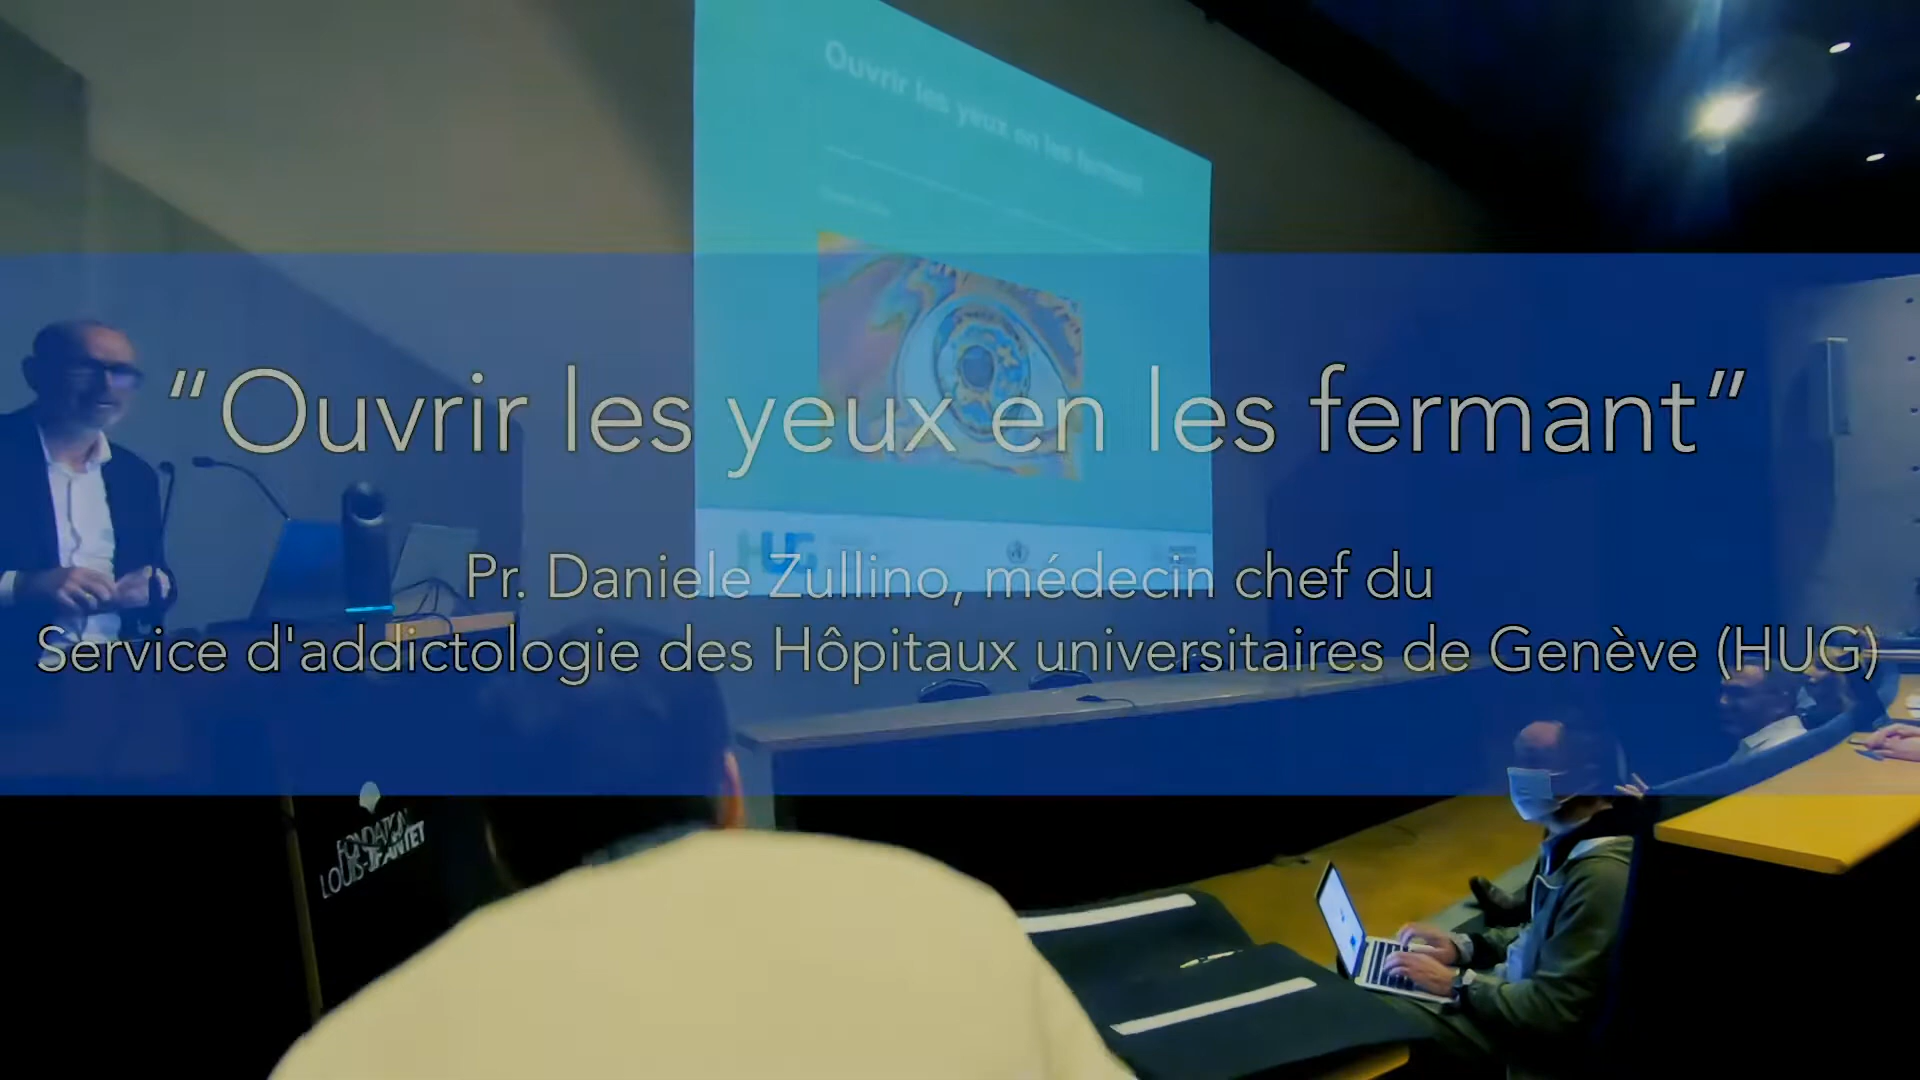 Ouvrir les yeux en les fermant
“Ouvrir les yeux en les fermant”
HUG
Pr. Daniele Zullino, médecin chef du
Service d'addictologie des Hôpitaux universitaires de Genève (HUG)
FONDATION
LOUIS-JEANTET